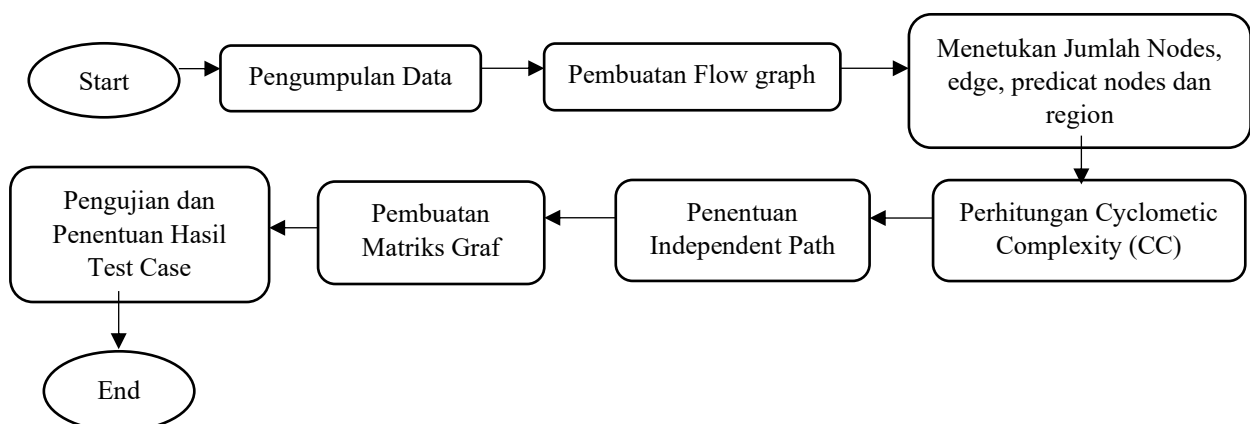 Start
Pengumpulan Data
Pembuatan Flow graph
Menetukan Jumlah Nodes,
edge, predicat nodes dan
region
Perhitungan Cyclometic
Complexity (CC)
Penentuan
Independent Path
Pembuatan
Matriks Graf
Pengujian dan
Penentuan Hasil
Test Case
End